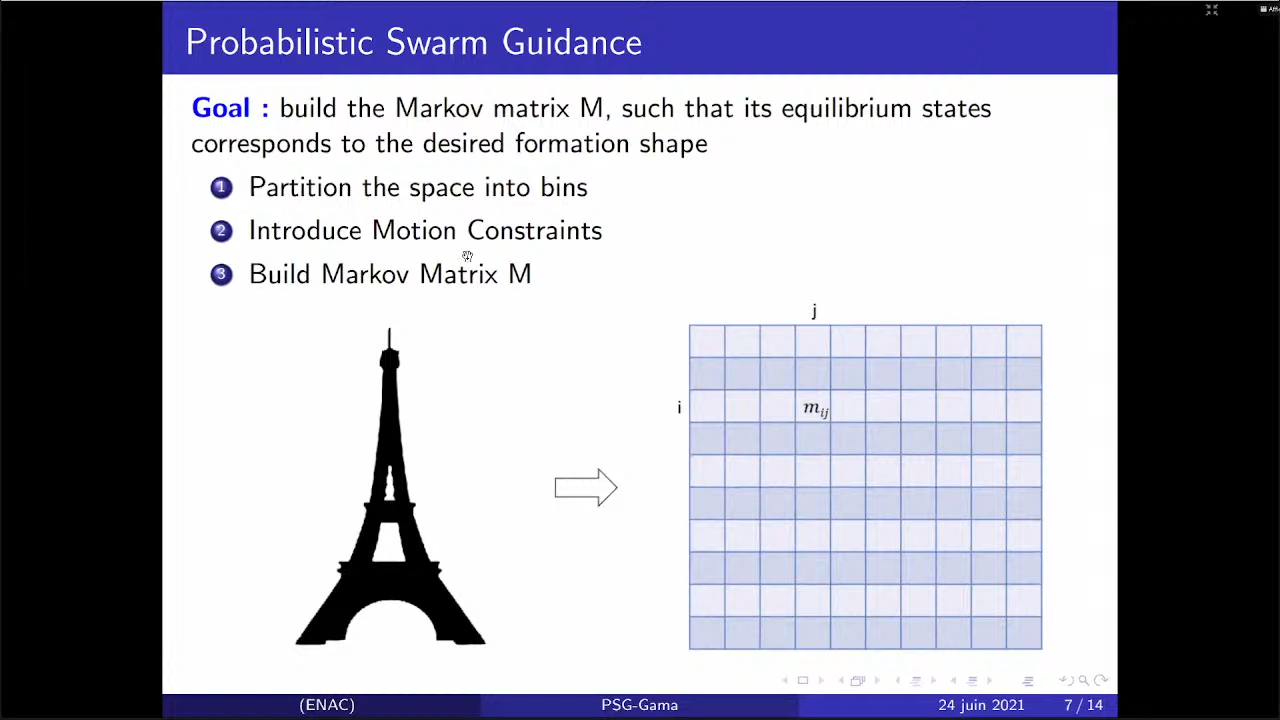 Probabilistic Swarm Guidance
Goal : build the Markov matrix M, such that its equilibrium states
corresponds to the desired formation shape
1 Partition the space into bins
2 Introduce Motion Constraints
3 Build Markov Matrix M
j
i
m_ij
(ENAC)
PSG-Gama
24 juin 2021
7 / 14